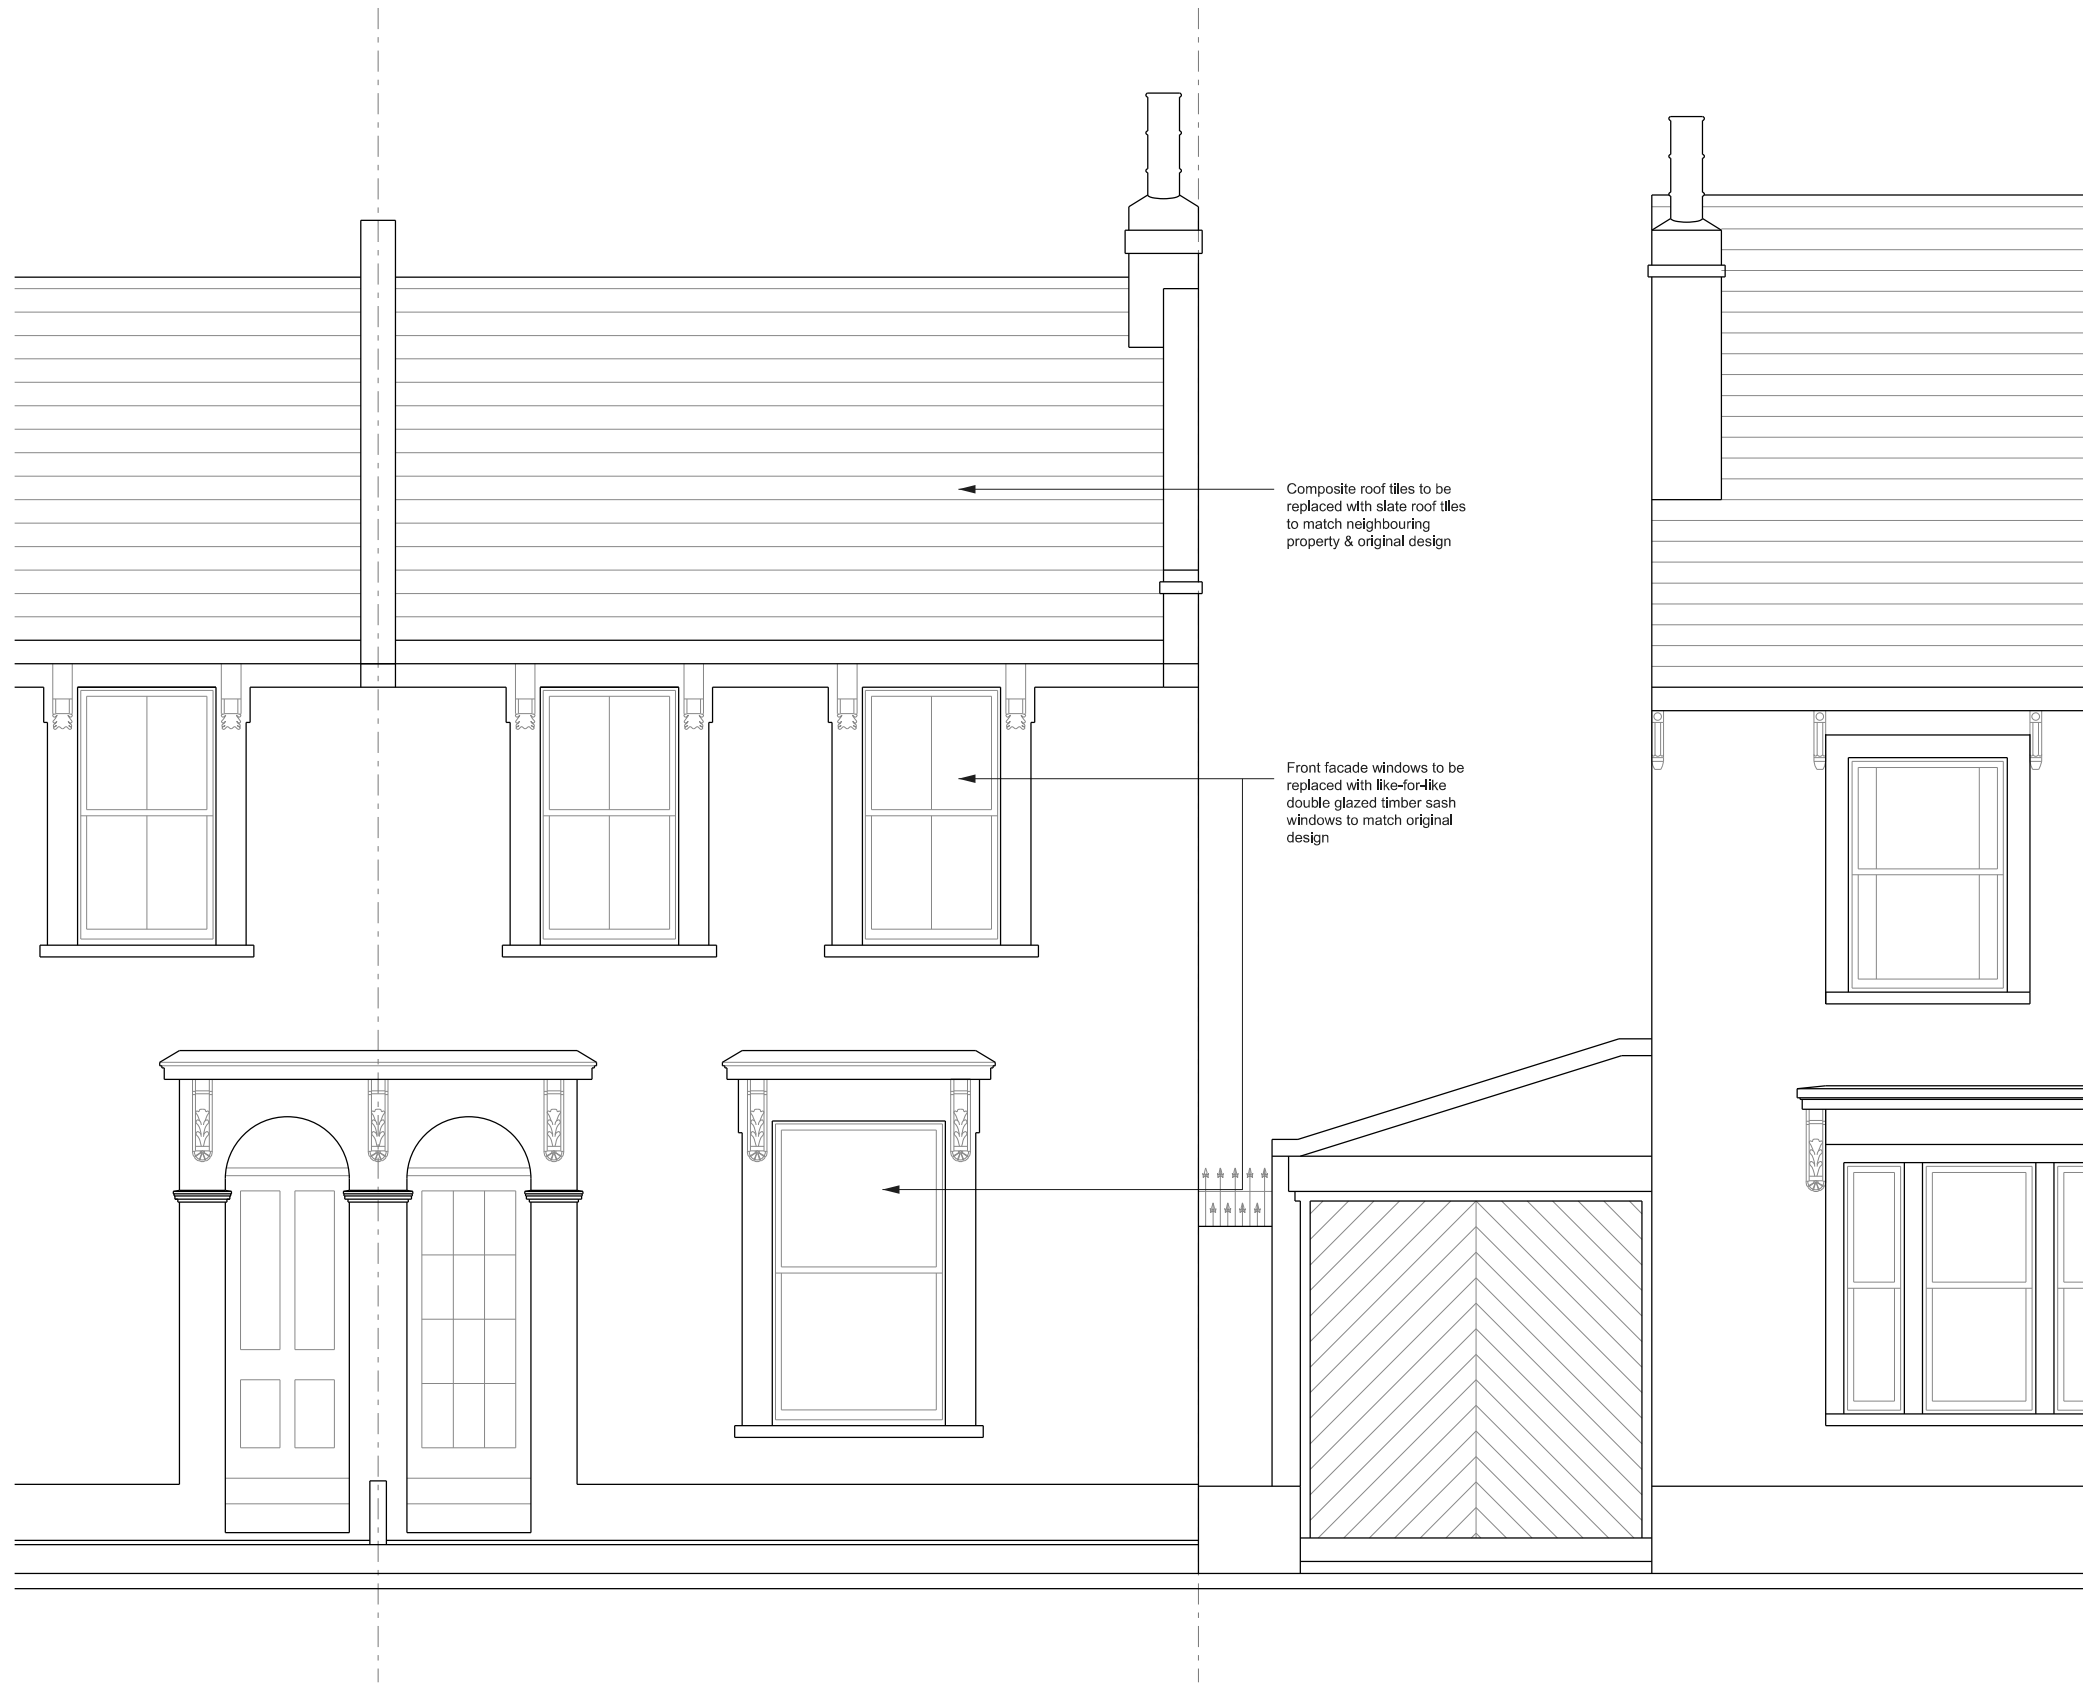 Composite roof tiles to be
replaced with slate roof tiles
to match neighbouring
property & original design
Front facade windows to be
replaced with like-for-like
double glazed timber sash
windows to match original
design